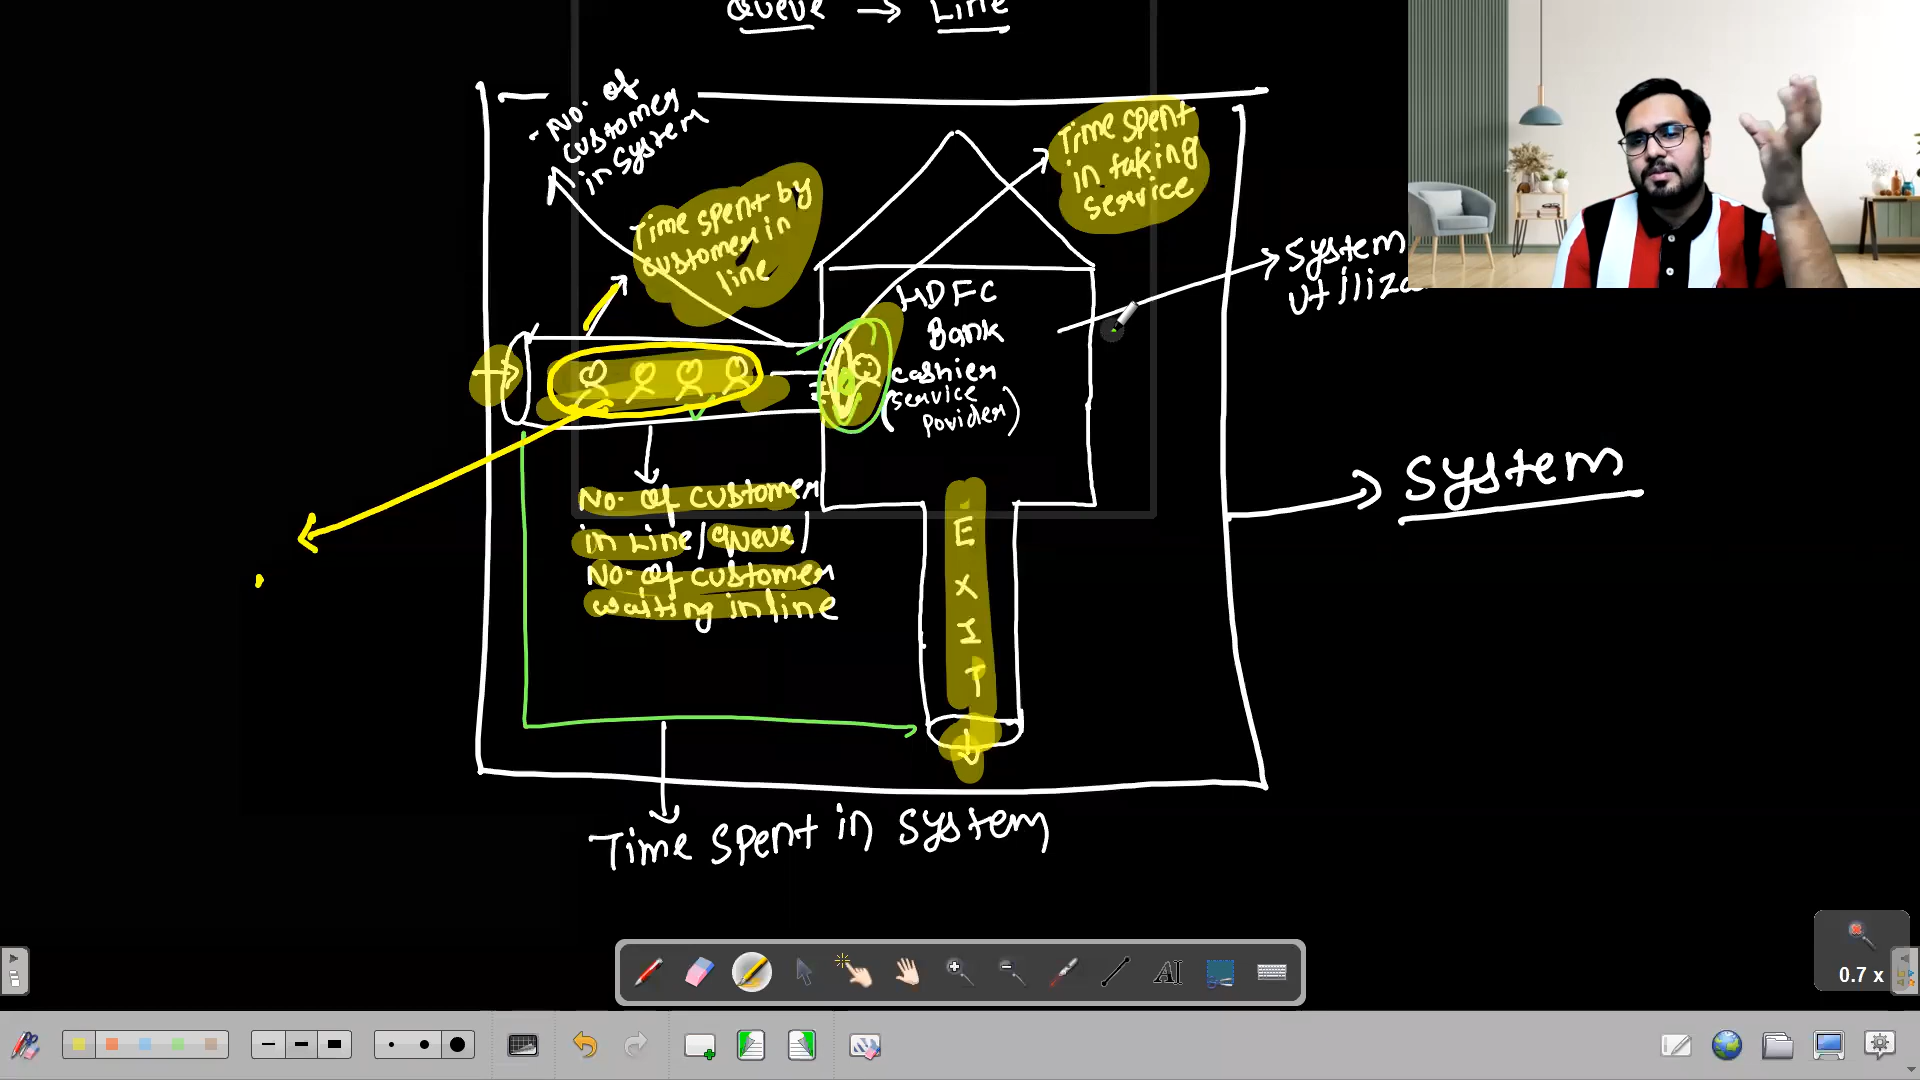 Queue → Line
No. of
customer
in system
Time spent by
customer in
line
Time spent
in taking
service
HDFC
Bank
cashier
(service
povider)
system
No. of customer
in Line/queue/
No. of customer
waiting in line
E
X
I
T
System
Time spent in system
0.7 x